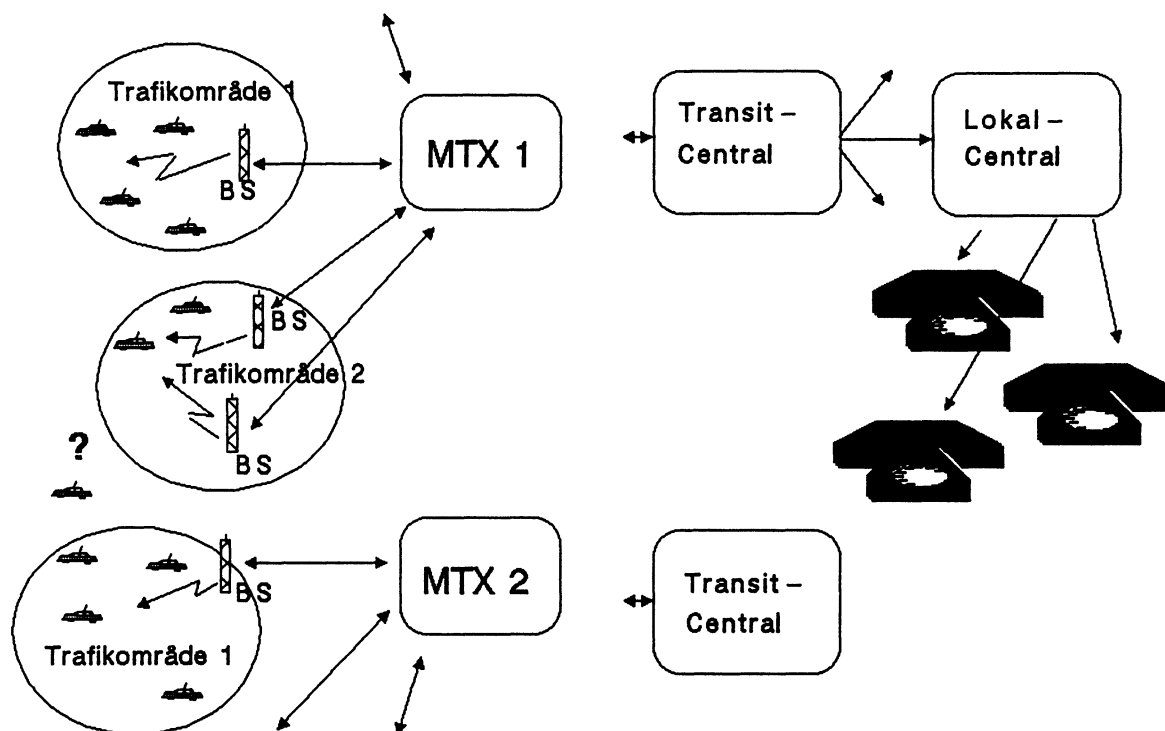 Trafikområde 1
BS
MTX 1
Transit-
Central
Lokal-
Central
BS
Trafikområde 2
BS
?
BS
Trafikområde 1
MTX 2
Transit-
Central